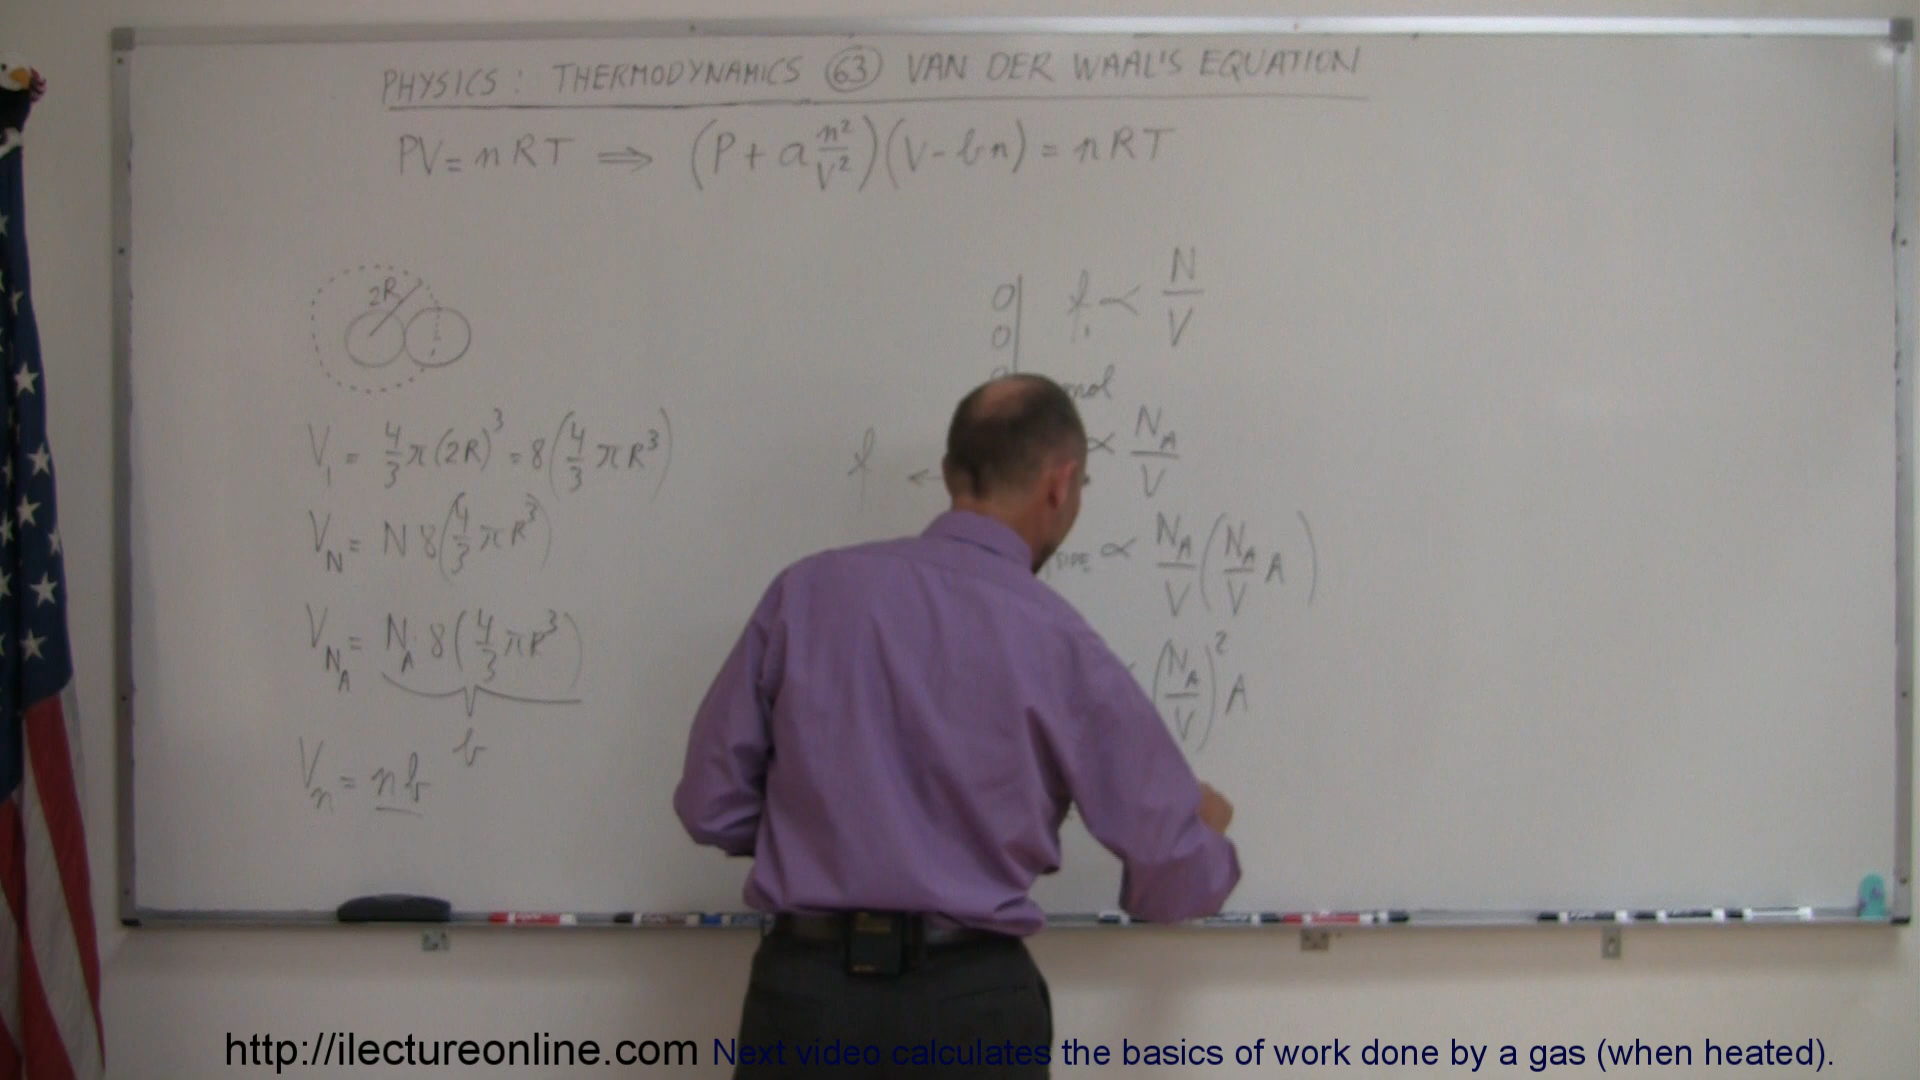 PHYSICS: THERMODYNAMICS 63 VAN DER WAAL'S EQUATION
PV = nRT ⟹ (P + a n²/V²)(V - bn) = nRT
2R
V₁ = 4/3 π(2R)³ = 8(4/3 πR³)
V_N = N 8(4/3 πR³)
V_{N_A} = N_A 8(4/3 πR³)
b
V_n = nb
f ∝ N/V
mol
f ← ∝ N_A/V
∝ N_A/V (N_A/V A)
(N_A/V)² A
http://ilectureonline.com Next video calculates the basics of work done by a gas (when heated).